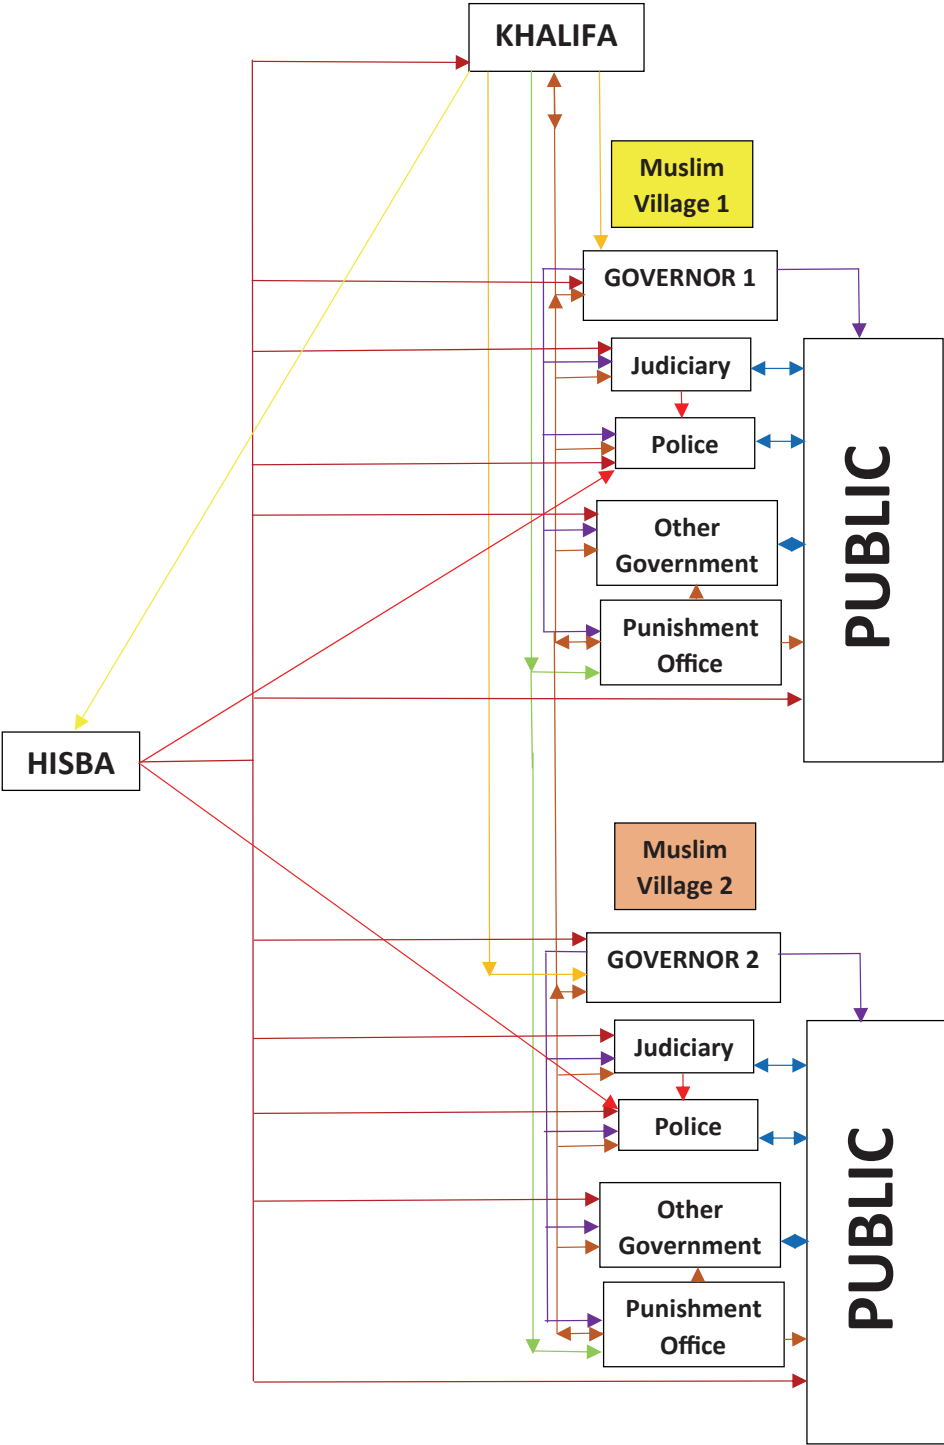 KHALIFA
Muslim
Village 1
GOVERNOR 1
Judiciary
Police
Other
Government
Punishment
Office
PUBLIC
HISBA
Muslim
Village 2
GOVERNOR 2
Judiciary
Police
Other
Government
Punishment
Office
PUBLIC